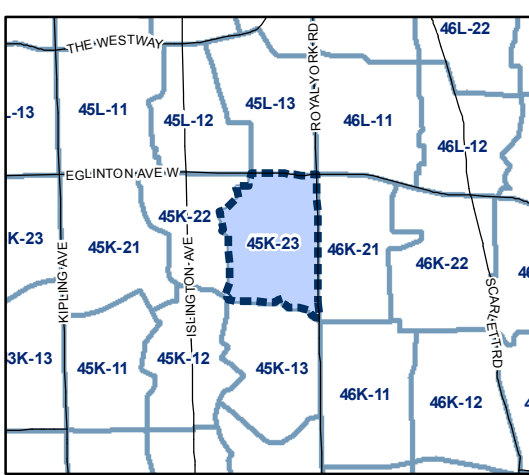 46L-22
THE WESTWAY
ROYAL YORK RD
L-13
45L-11
45L-12
45L-13
46L-11
46L-12
EGLINTON AVE W
K-23
45K-21
45K-22
45K-23
46K-21
46K-22
46
KIPLING AVE
ISLINGTON AVE
SCARLETT RD
3K-13
45K-11
45K-12
45K-13
46K-11
46K-12
4